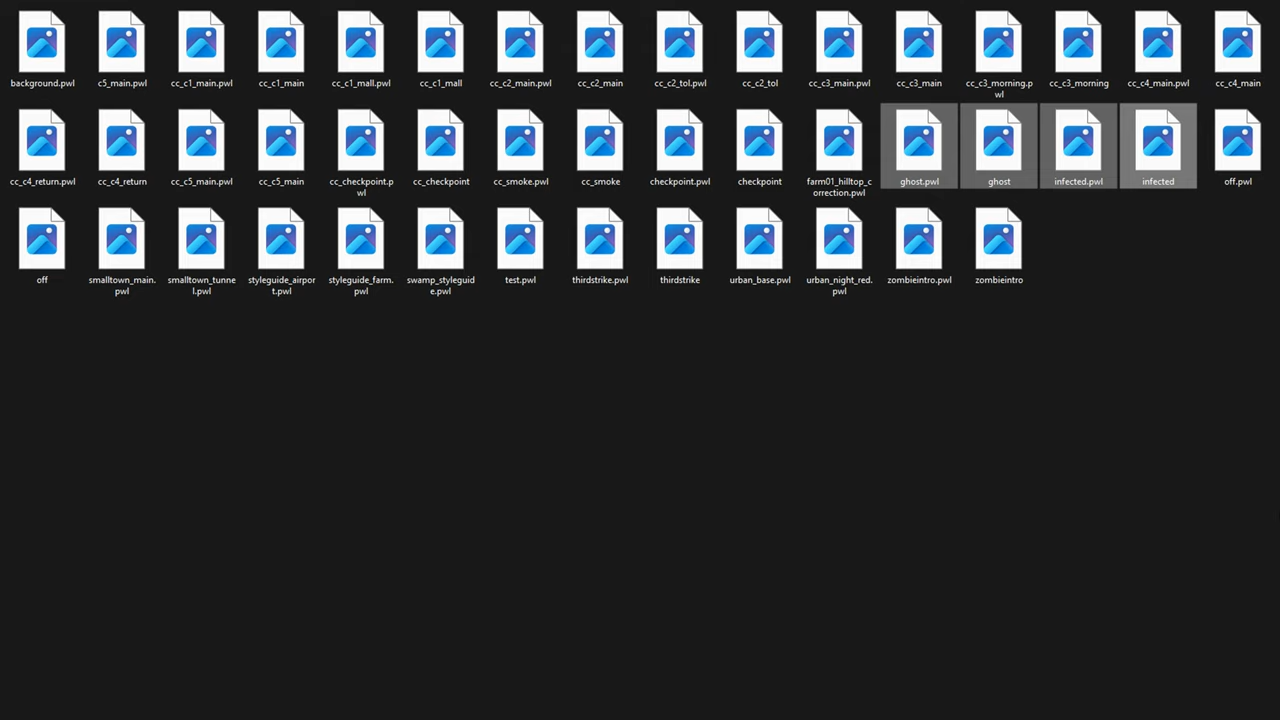 background.pwl
c5_main.pwl
cc_c1_main.pwl
cc_c1_main
cc_c1_mall.pwl
cc_c1_mall
cc_c2_main.pwl
cc_c2_main
cc_c2_tol.pwl
cc_c2_tol
cc_c3_main.pwl
cc_c3_main
cc_c3_morning.p
wl
cc_c3_morning
cc_c4_main.pwl
cc_c4_main
cc_c4_return.pwl
cc_c4_return
cc_c5_main.pwl
cc_c5_main
cc_checkpoint.p
wl
cc_checkpoint
cc_smoke.pwl
cc_smoke
checkpoint.pwl
checkpoint
farm01_hilltop_c
orrection.pwl
ghost.pwl
ghost
infected.pwl
infected
off.pwl
off
smalltown_main.
pwl
smalltown_tunne
l.pwl
styleguide_airpor
t.pwl
styleguide_farm.
pwl
swamp_styleguid
e.pwl
test.pwl
thirdstrike.pwl
thirdstrike
urban_base.pwl
urban_night_red.
pwl
zombieintro.pwl
zombieintro